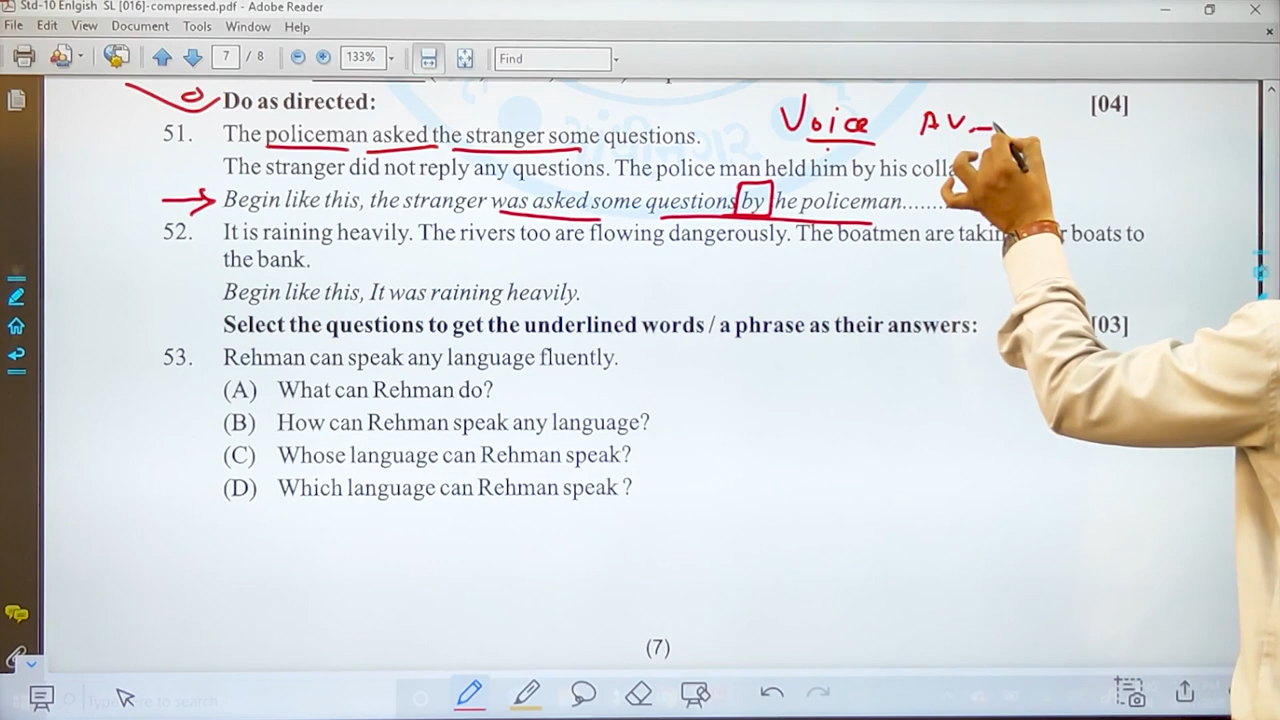 Std-10 Enlgish SL [016]-compressed.pdf - Adobe Reader
File Edit View Document Tools Window Help
7 / 8 133% Find
Do as directed: [04]
Voice AV
51. The policeman asked the stranger some questions.
The stranger did not reply any questions. The police man held him by his
Begin like this, the stranger was asked some questions by he policeman........
52. It is raining heavily. The rivers too are flowing dangerously. The boatmen are boats to
the bank.
Begin like this, It was raining heavily.
Select the questions to get the underlined words / a phrase as their answers: [03]
53. Rehman can speak any language fluently.
(A) What can Rehman do?
(B) How can Rehman speak any language?
(C) Whose language can Rehman speak?
(D) Which language can Rehman speak ?
(7)
Type here to search